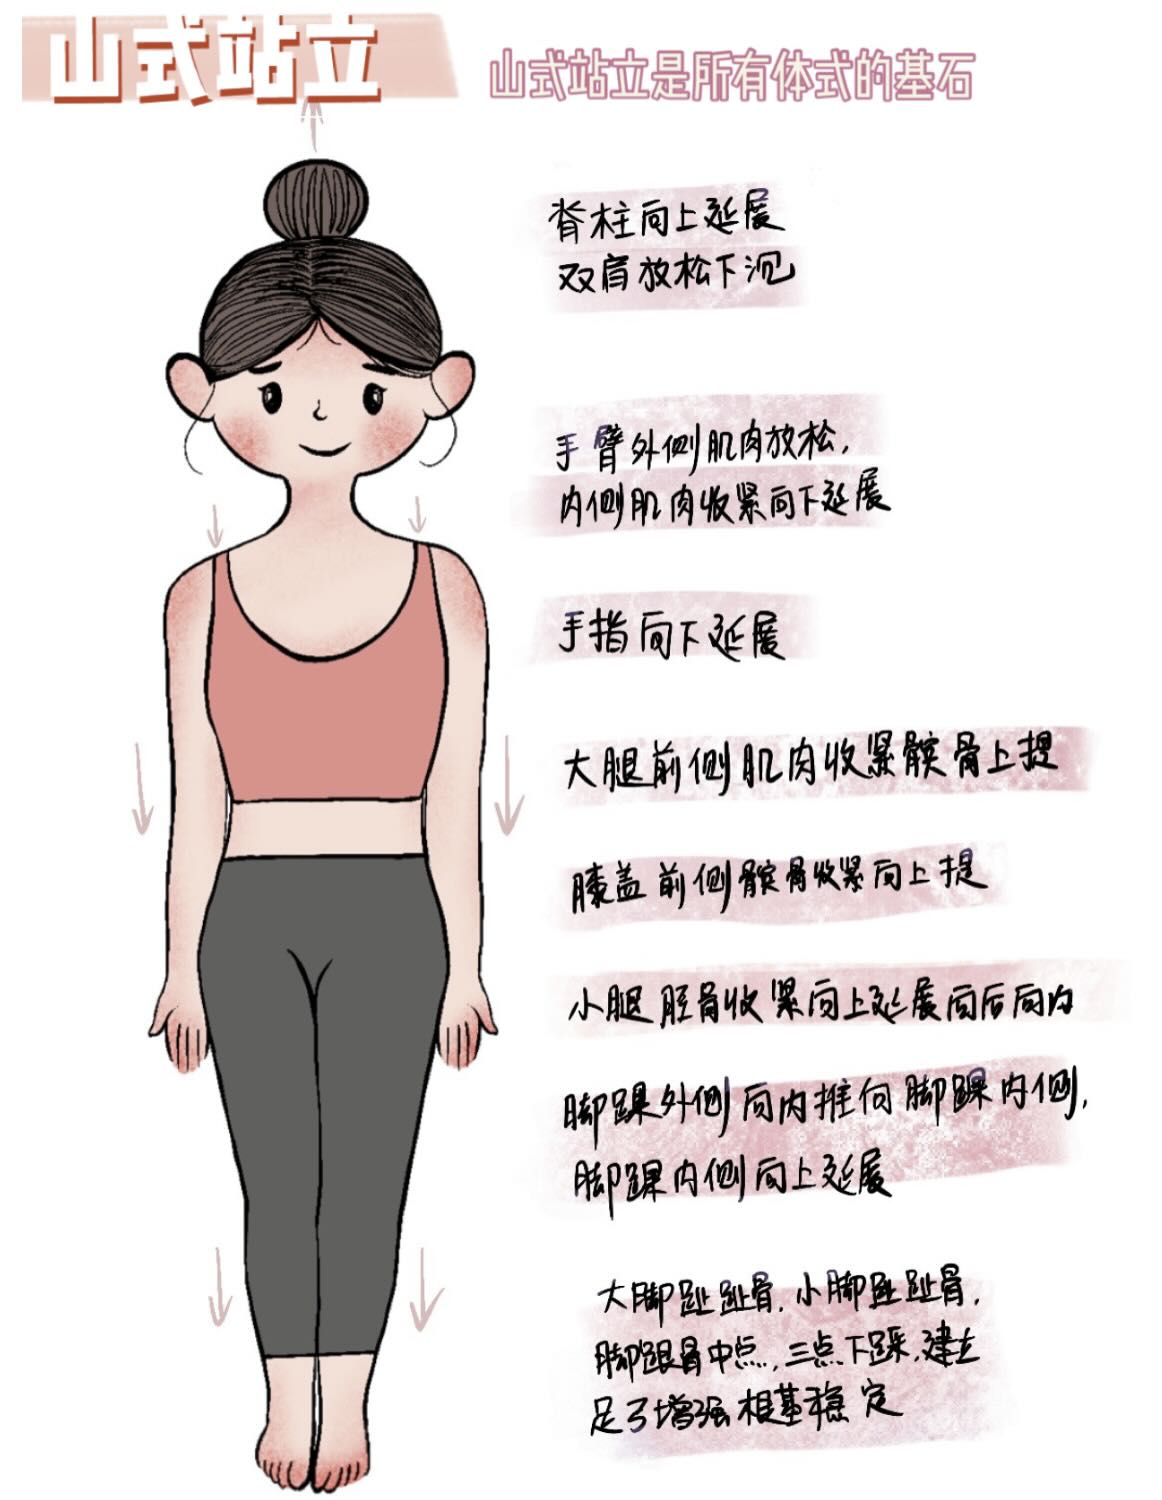 山式站立
山式站立是所有体式的基石
脊柱向上延展
双肩放松下沉
手臂外侧肌肉放松,
内侧肌肉收紧向下延展
手指向下延展
大腿前侧肌肉收紧髌骨上提
膝盖前侧髌骨收紧向上提
小腿胫骨收紧向上延展向后向内
脚踝外侧向内推向脚踝内侧,
脚踝内侧向上延展
大脚趾趾骨,小脚趾趾骨,
脚跟骨中点,三点下踩,建立
足弓增强根基稳定